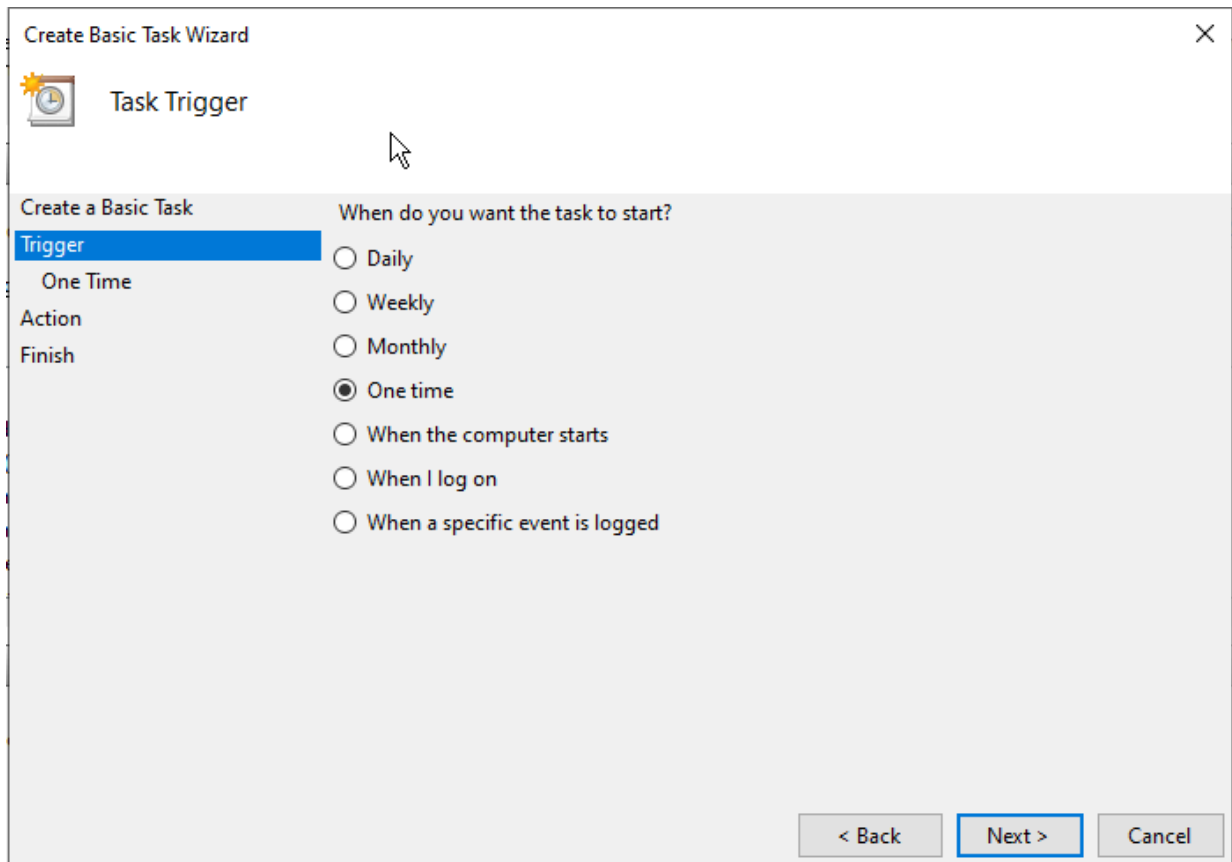 Create Basic Task Wizard
Task Trigger
Create a Basic Task
Trigger
One Time
Action
Finish
When do you want the task to start?
Daily
Weekly
Monthly
One time
When the computer starts
When I log on
When a specific event is logged
< Back
Next >
Cancel